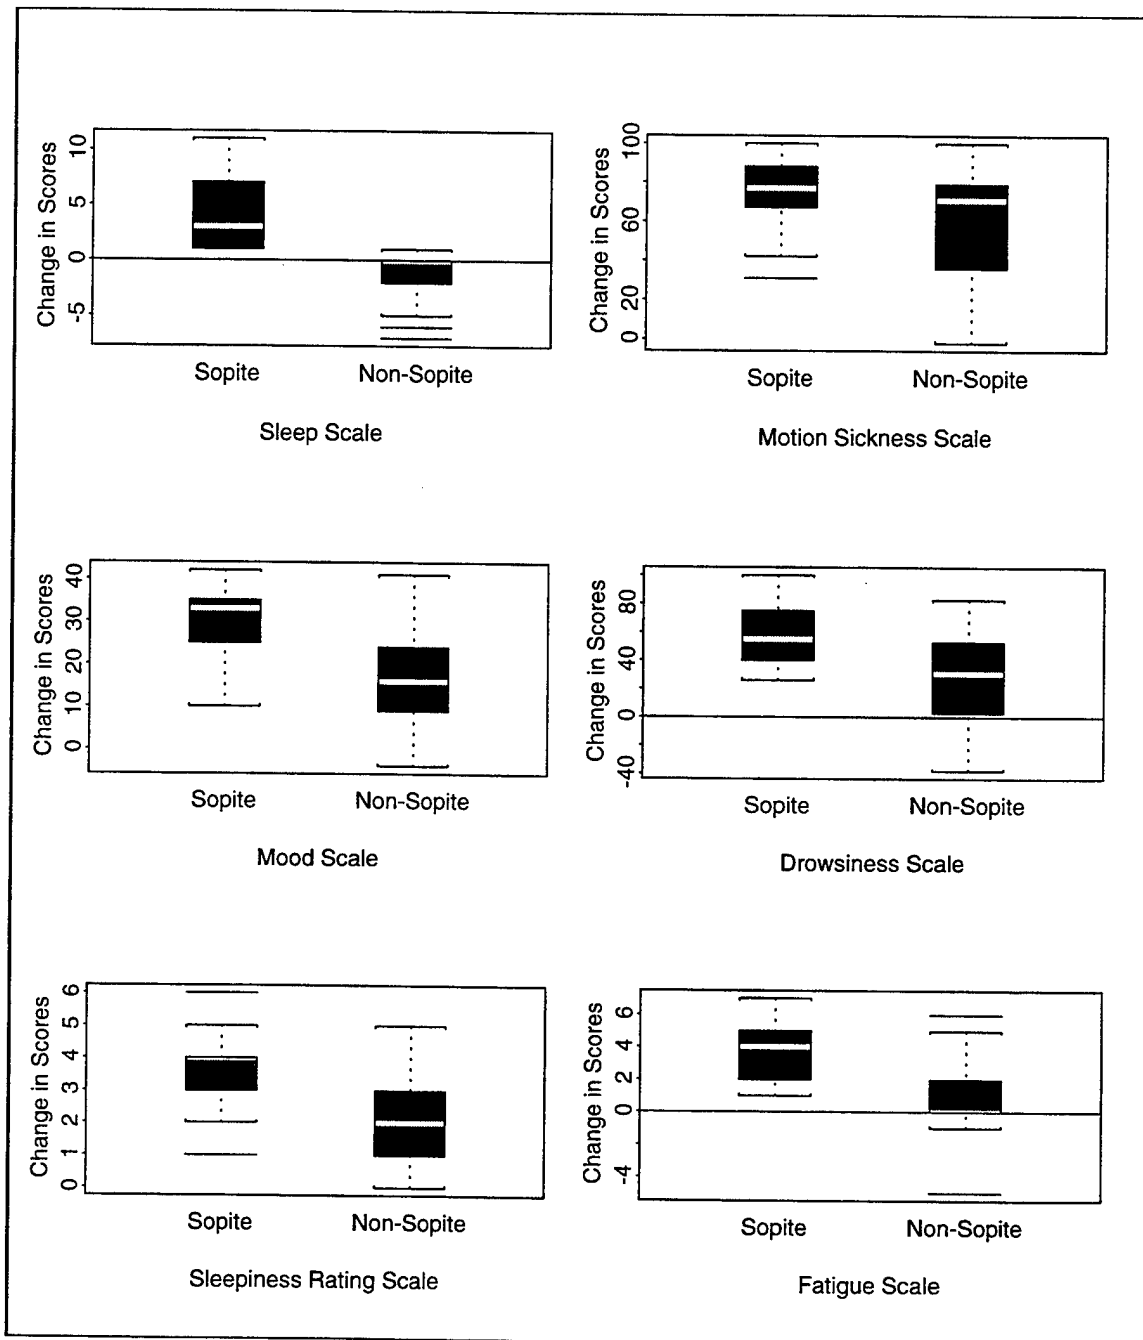 Change in Scores
10
5
0
-5
Sopite
Non-Sopite
Sleep Scale
Change in Scores
100
60
20
0
Sopite
Non-Sopite
Motion Sickness Scale
Change in Scores
40
30
20
10
0
Sopite
Non-Sopite
Mood Scale
Change in Scores
80
40
0
-40
Sopite
Non-Sopite
Drowsiness Scale
Change in Scores
6
5
4
3
2
1
0
Sopite
Non-Sopite
Sleepiness Rating Scale
Change in Scores
6
4
2
0
-4
Sopite
Non-Sopite
Fatigue Scale